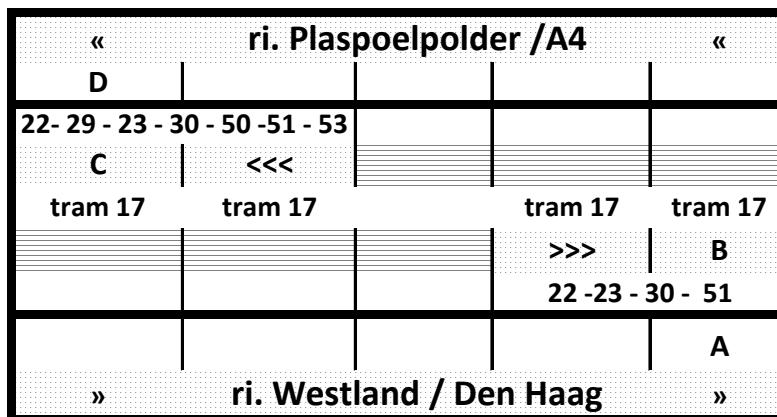 « ri. Plaspoelpolder /A4 «
D
22- 29 - 23 - 30 - 50 -51 - 53
C <<<
tram 17 tram 17 tram 17 tram 17
>>> B
22 -23 - 30 - 51
A
» ri. Westland / Den Haag »